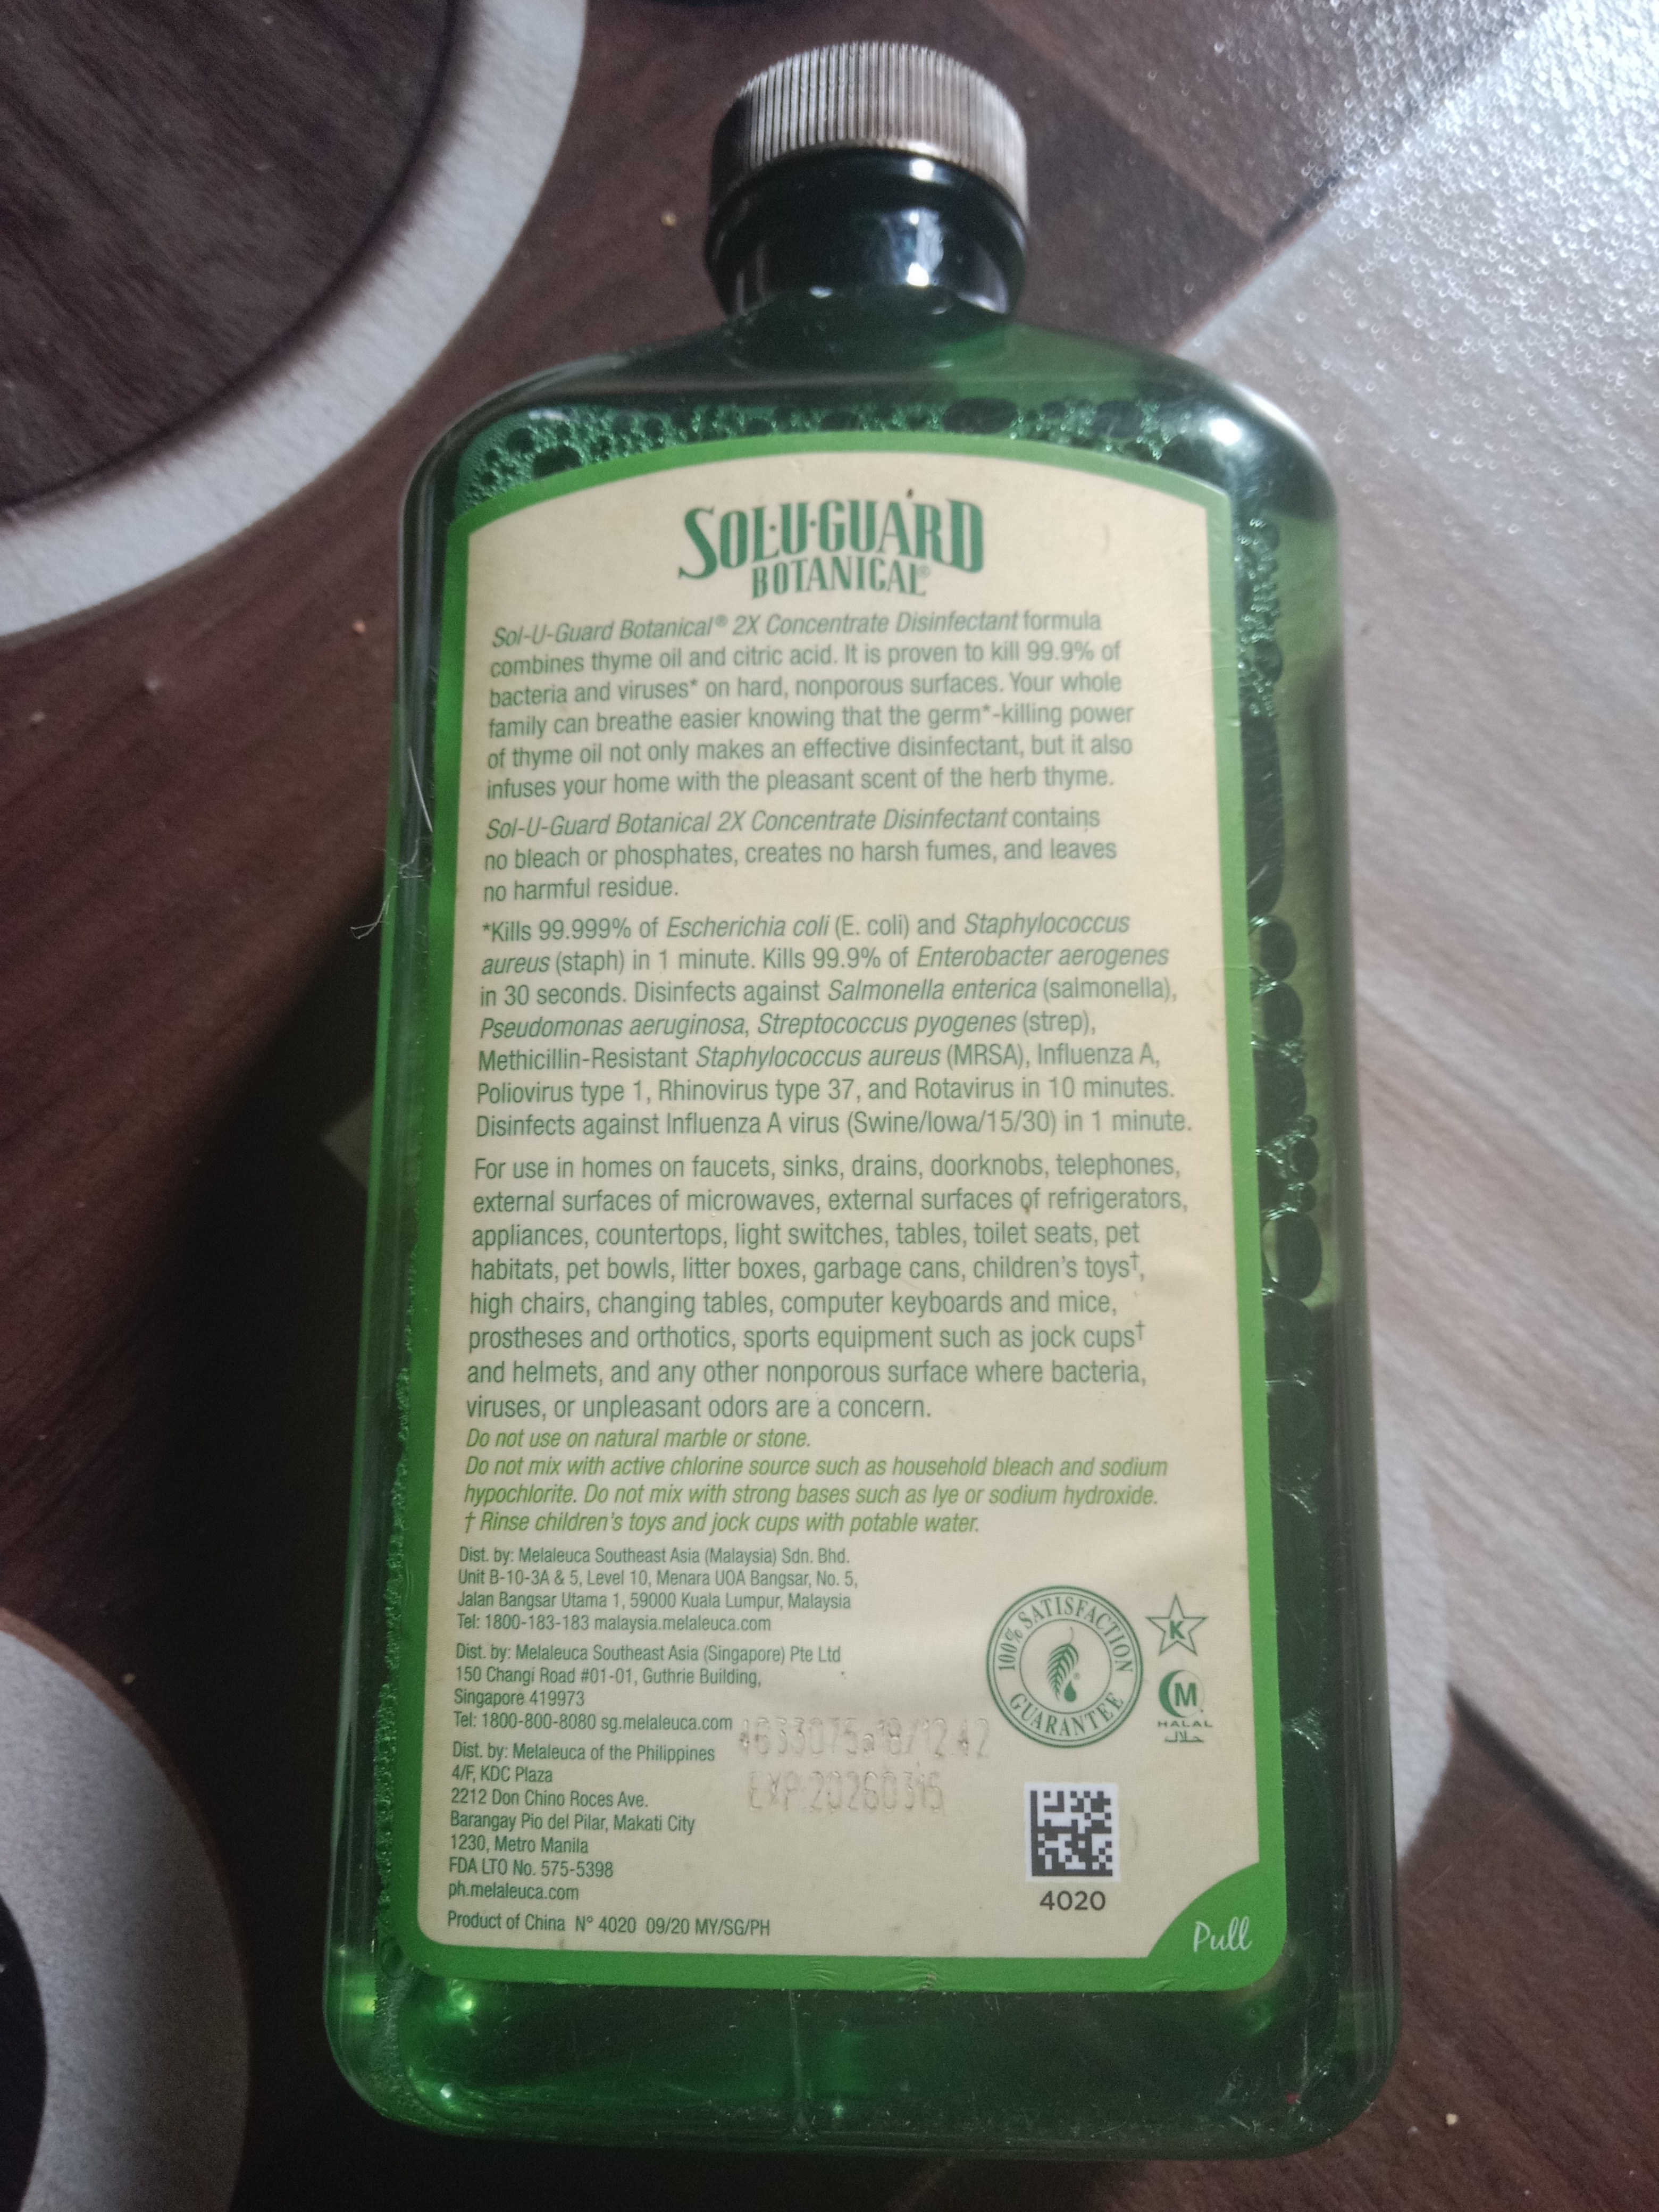 SOL·U·GUARD
BOTANICAL®
Sol-U-Guard Botanical® 2X Concentrate Disinfectant formula
combines thyme oil and citric acid. It is proven to kill 99.9% of
bacteria and viruses* on hard, nonporous surfaces. Your whole
family can breathe easier knowing that the germ*-killing power
of thyme oil not only makes an effective disinfectant, but it also
infuses your home with the pleasant scent of the herb thyme.
Sol-U-Guard Botanical 2X Concentrate Disinfectant contains
no bleach or phosphates, creates no harsh fumes, and leaves
no harmful residue.
*Kills 99.999% of Escherichia coli (E. coli) and Staphylococcus
aureus (staph) in 1 minute. Kills 99.9% of Enterobacter aerogenes
in 30 seconds. Disinfects against Salmonella enterica (salmonella),
Pseudomonas aeruginosa, Streptococcus pyogenes (strep),
Methicillin-Resistant Staphylococcus aureus (MRSA), Influenza A,
Poliovirus type 1, Rhinovirus type 37, and Rotavirus in 10 minutes.
Disinfects against Influenza A virus (Swine/Iowa/15/30) in 1 minute.
For use in homes on faucets, sinks, drains, doorknobs, telephones,
external surfaces of microwaves, external surfaces of refrigerators,
appliances, countertops, light switches, tables, toilet seats, pet
habitats, pet bowls, litter boxes, garbage cans, children's toys†,
high chairs, changing tables, computer keyboards and mice,
prostheses and orthotics, sports equipment such as jock cups†
and helmets, and any other nonporous surface where bacteria,
viruses, or unpleasant odors are a concern.
Do not use on natural marble or stone.
Do not mix with active chlorine source such as household bleach and sodium
hypochlorite. Do not mix with strong bases such as lye or sodium hydroxide.
† Rinse children's toys and jock cups with potable water.
Dist. by: Melaleuca Southeast Asia (Malaysia) Sdn. Bhd.
Unit B-10-3A & 5, Level 10, Menara UOA Bangsar, No. 5,
Jalan Bangsar Utama 1, 59000 Kuala Lumpur, Malaysia
Tel: 1800-183-183 malaysia.melaleuca.com
Dist. by: Melaleuca Southeast Asia (Singapore) Pte Ltd
150 Changi Road #01-01, Guthrie Building,
Singapore 419973
Tel: 1800-800-8080 sg.melaleuca.com
Dist. by: Melaleuca of the Philippines
4/F, KDC Plaza
2212 Don Chino Roces Ave.
Barangay Pio del Pilar, Makati City
1230, Metro Manila
FDA LTO No. 575-5398
ph.melaleuca.com
Product of China N° 4020 09/20 MY/SG/PH
EXP 20260315
100% SATISFACTION
GUARANTEE
K
M
HALAL
حلال
4020
Pull